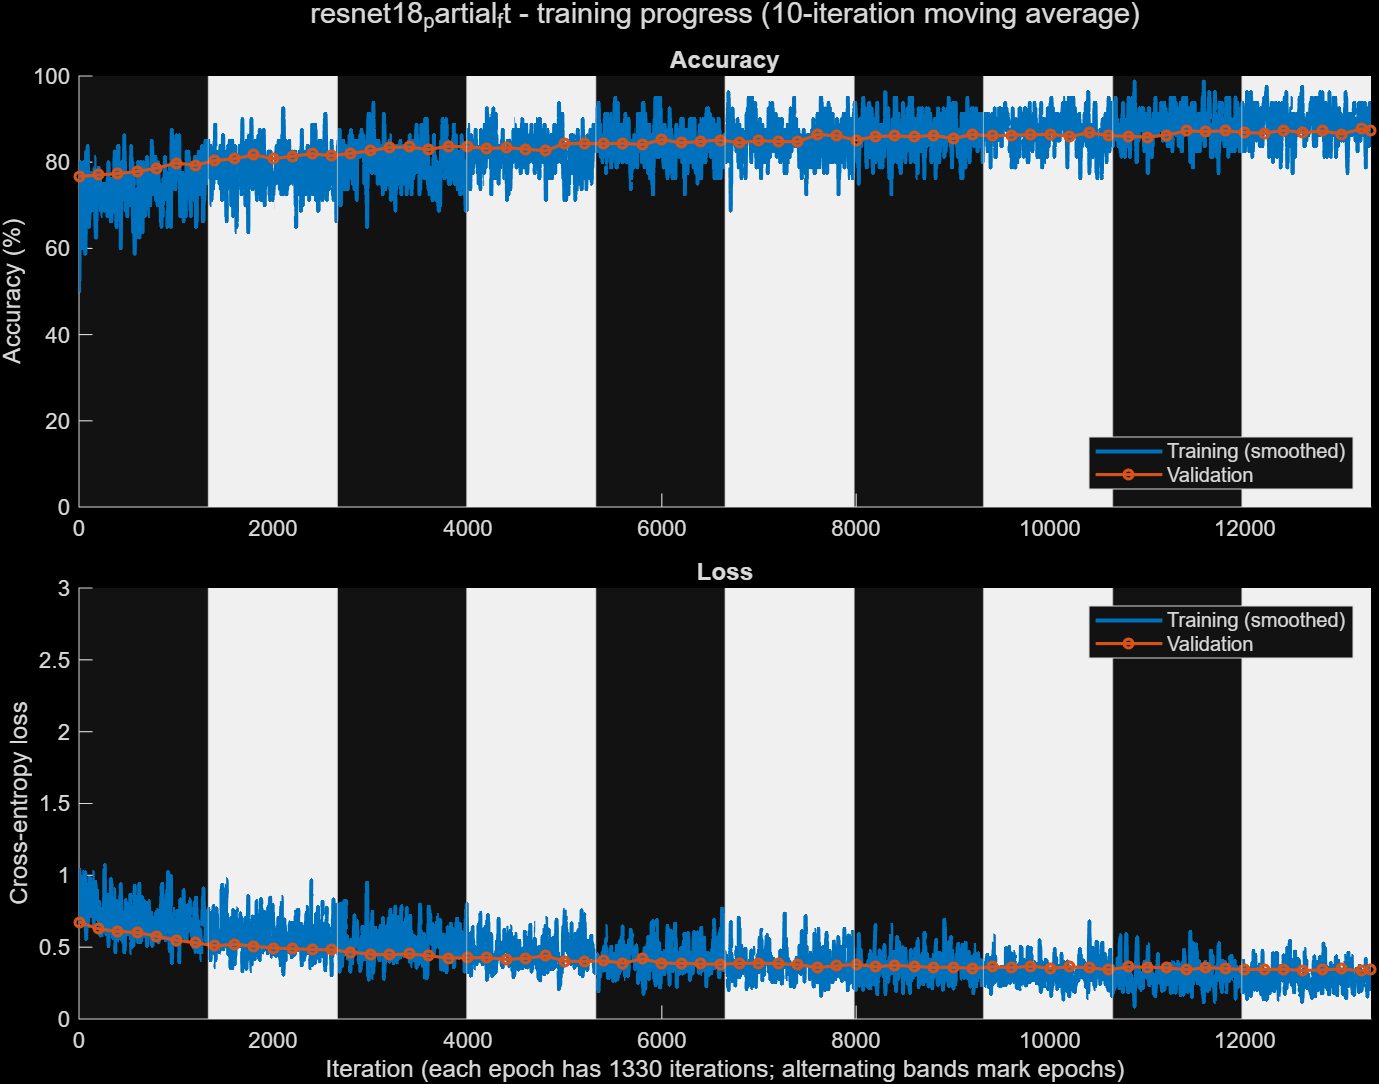 resnet18partialft - training progress (10-iteration moving average)
Accuracy
Accuracy (%)
100
80
60
40
20
0
0 2000 4000 6000 8000 10000 12000
Training (smoothed)
Validation
Loss
Cross-entropy loss
3
2.5
2
1.5
1
0.5
0
Training (smoothed)
Validation
0 2000 4000 6000 8000 10000 12000
Iteration (each epoch has 1330 iterations; alternating bands mark epochs)